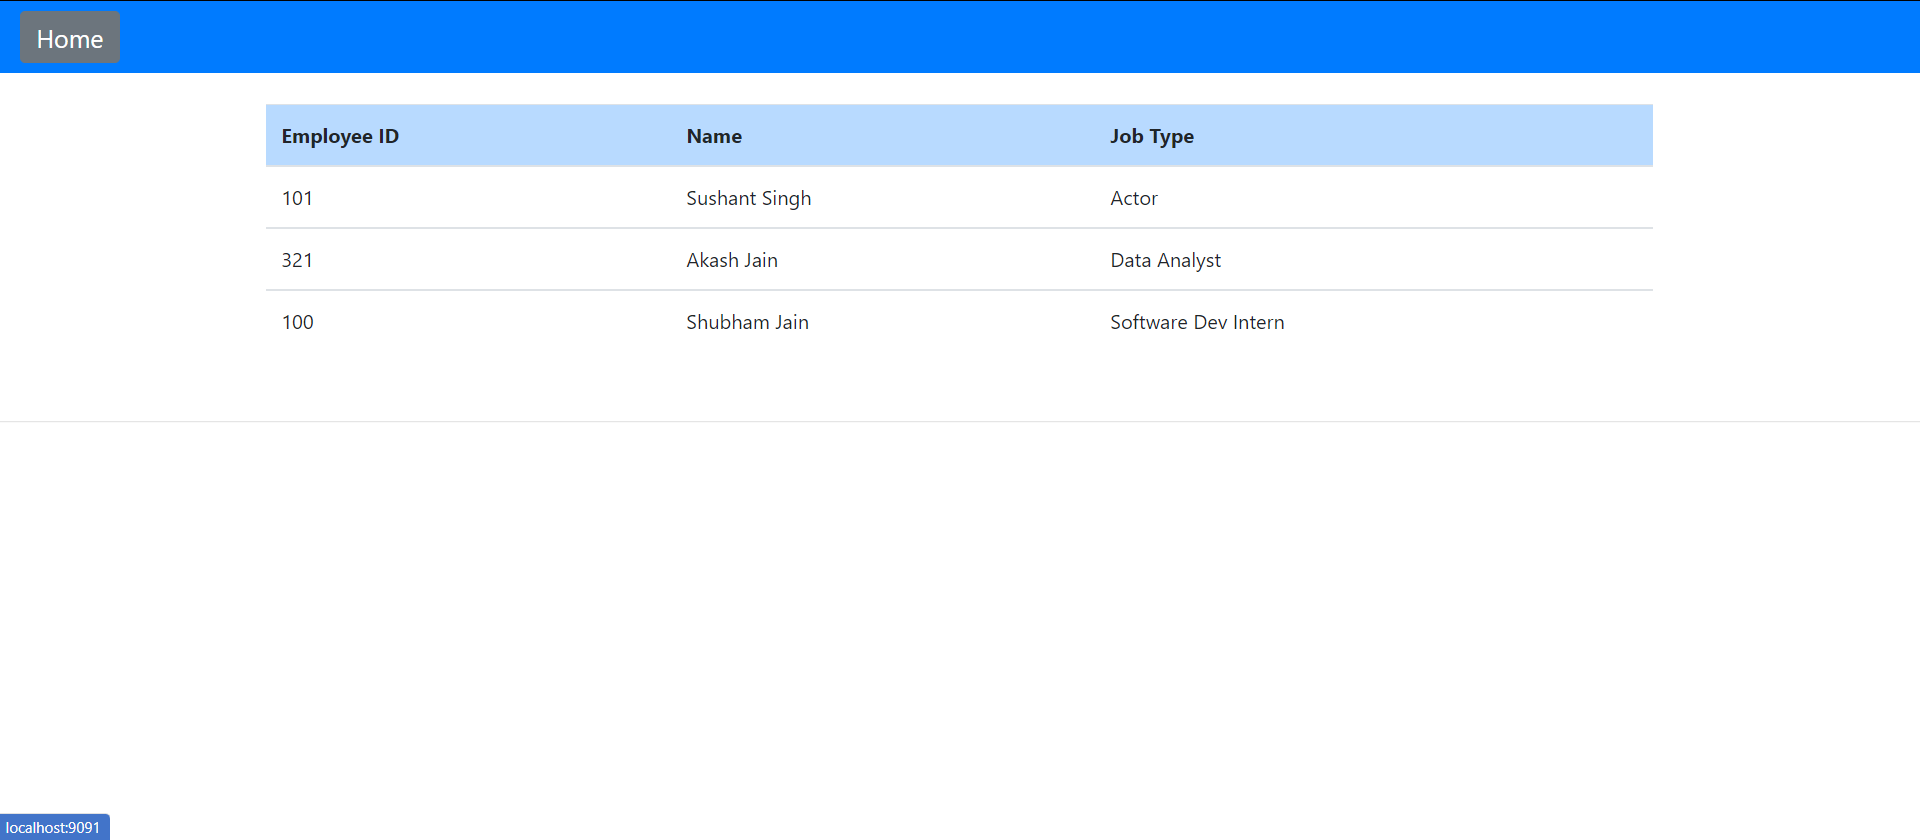 Home
Employee ID Name Job Type
101 Sushant Singh Actor
321 Akash Jain Data Analyst
100 Shubham Jain Software Dev Intern
localhost:9091